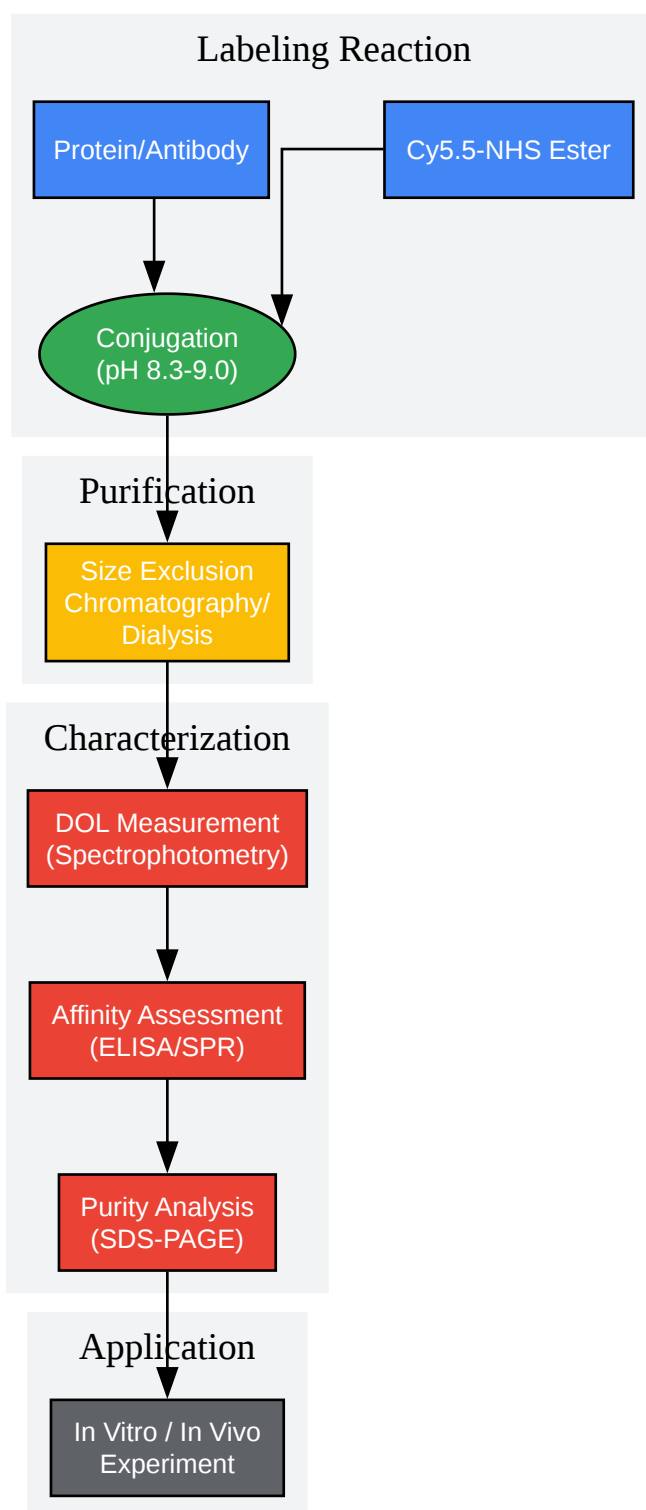 Labeling Reaction
Protein/Antibody
Cy5.5-NHS Ester
Conjugation
(pH 8.3-9.0)
Purification
Size Exclusion
Chromatography/
Dialysis
Characterization
DOL Measurement
(Spectrophotometry)
Affinity Assessment
(ELISA/SPR)
Purity Analysis
(SDS-PAGE)
Application
In Vitro / In Vivo
Experiment